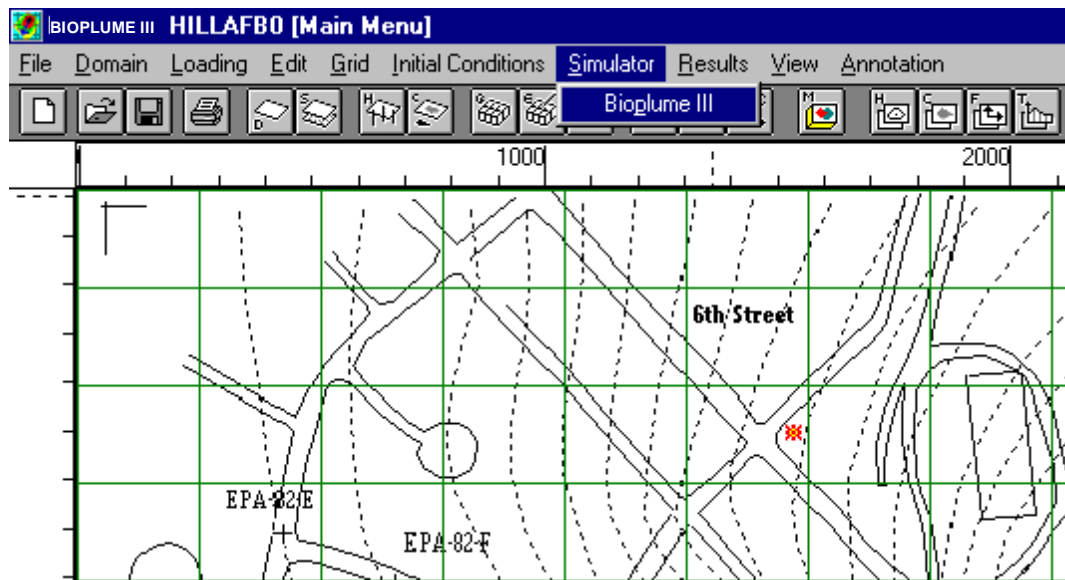 BIOPLUME III HILLAFB0 [Main Menu]
File Domain Loading Edit Grid Initial Conditions Simulator Results View Annotation
Bioplume III
D S H C G E M H C F T
1000 2000
6th Street
EPA-82-E
EPA-82-F